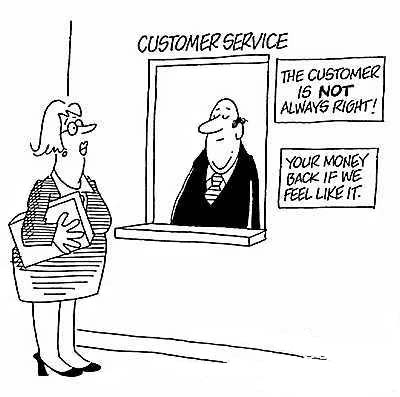 CUSTOMER SERVICE
THE CUSTOMER
IS NOT
ALWAYS RIGHT!
YOUR MONEY
BACK IF WE
FEEL LIKE IT.